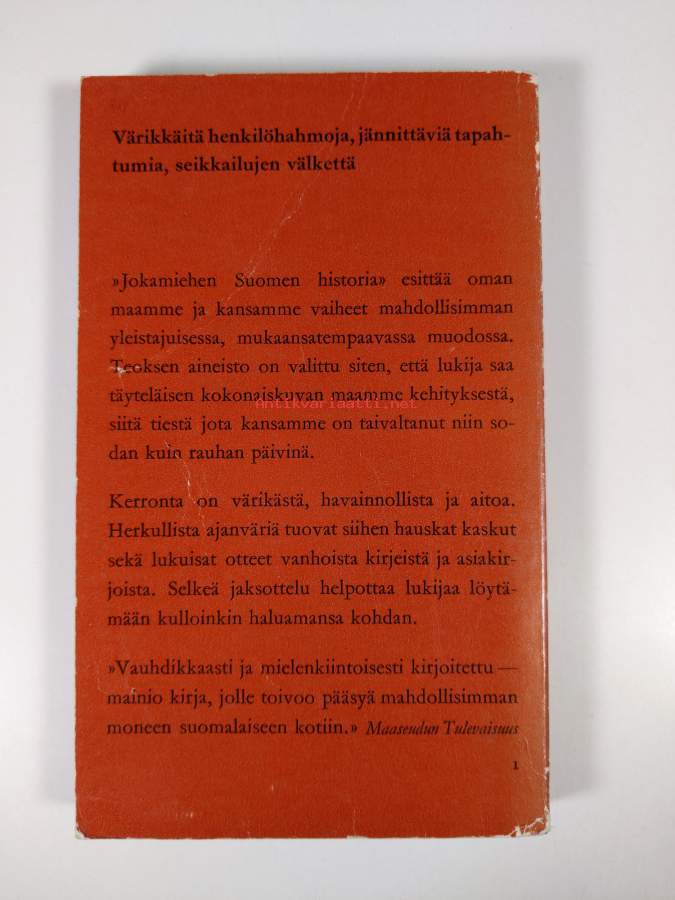 Värikkäitä henkilöhahmoja, jännittäviä tapah-
tumia, seikkailujen välkettä
»Jokamiehen Suomen historia» esittää oman
maamme ja kansamme vaiheet mahdollisimman
yleistajuisessa, mukaansatempaavassa muodossa.
Teoksen aineisto on valittu siten, että lukija saa
täyteläisen kokonaiskuvan maamme kehityksestä,
Antikvariaatti.net
siitä tiestä jota kansamme on taivaltanut niin so-
dan kuin rauhan päivinä.
Kerronta on värikästä, havainnollista ja aitoa.
Herkullista ajanväriä tuovat siihen hauskat kaskut
sekä lukuisat otteet vanhoista kirjeistä ja asiakir-
joista. Selkeä jaksottelu helpottaa lukijaa löytä-
mään kulloinkin haluamansa kohdan.
»Vauhdikkaasti ja mielenkiintoisesti kirjoitettu —
mainio kirja, jolle toivoo pääsyä mahdollisimman
moneen suomalaiseen kotiin.» Maaseudun Tulevaisuus
1